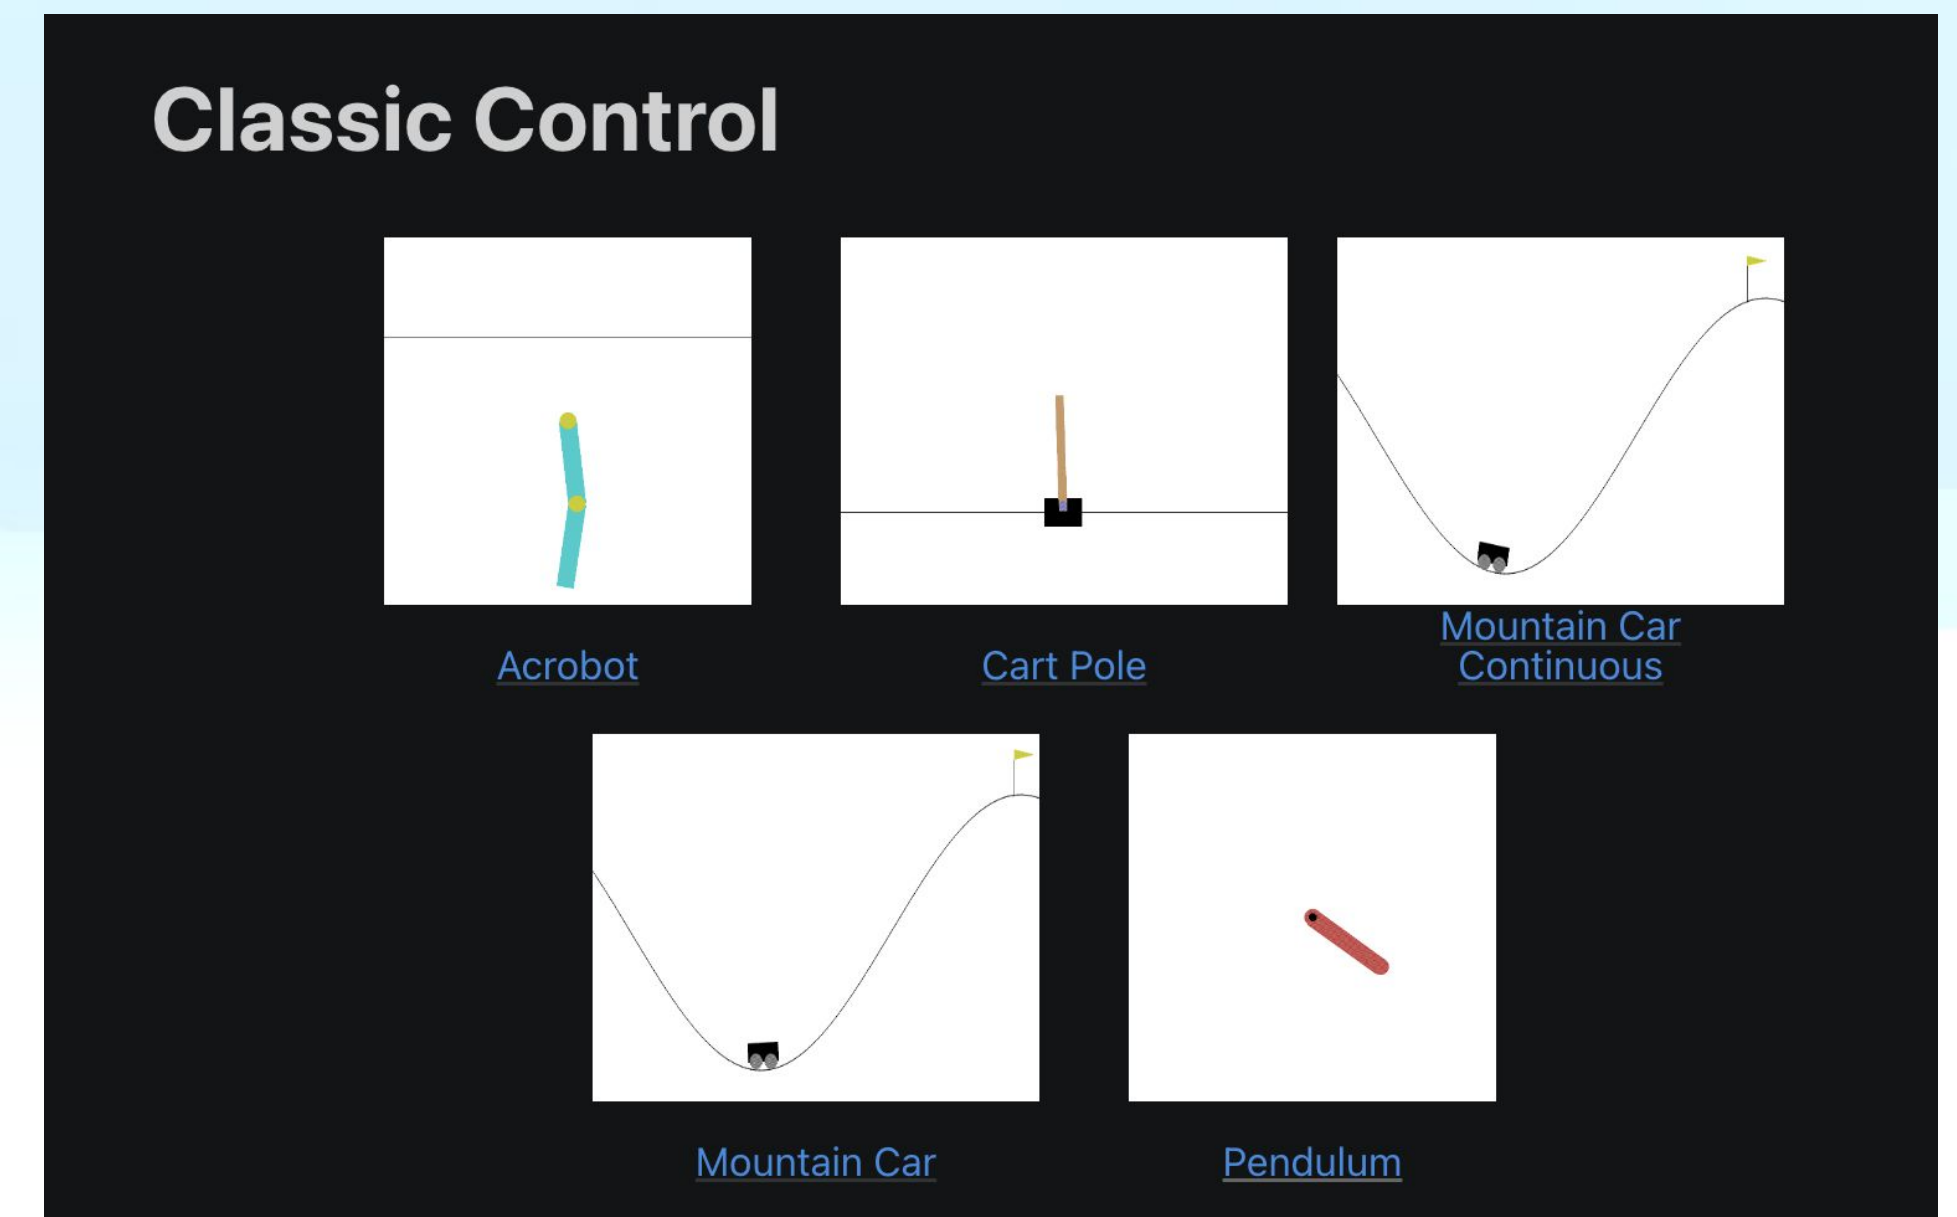 Classic Control
Acrobot
Cart Pole
Mountain Car
Continuous
Mountain Car
Pendulum